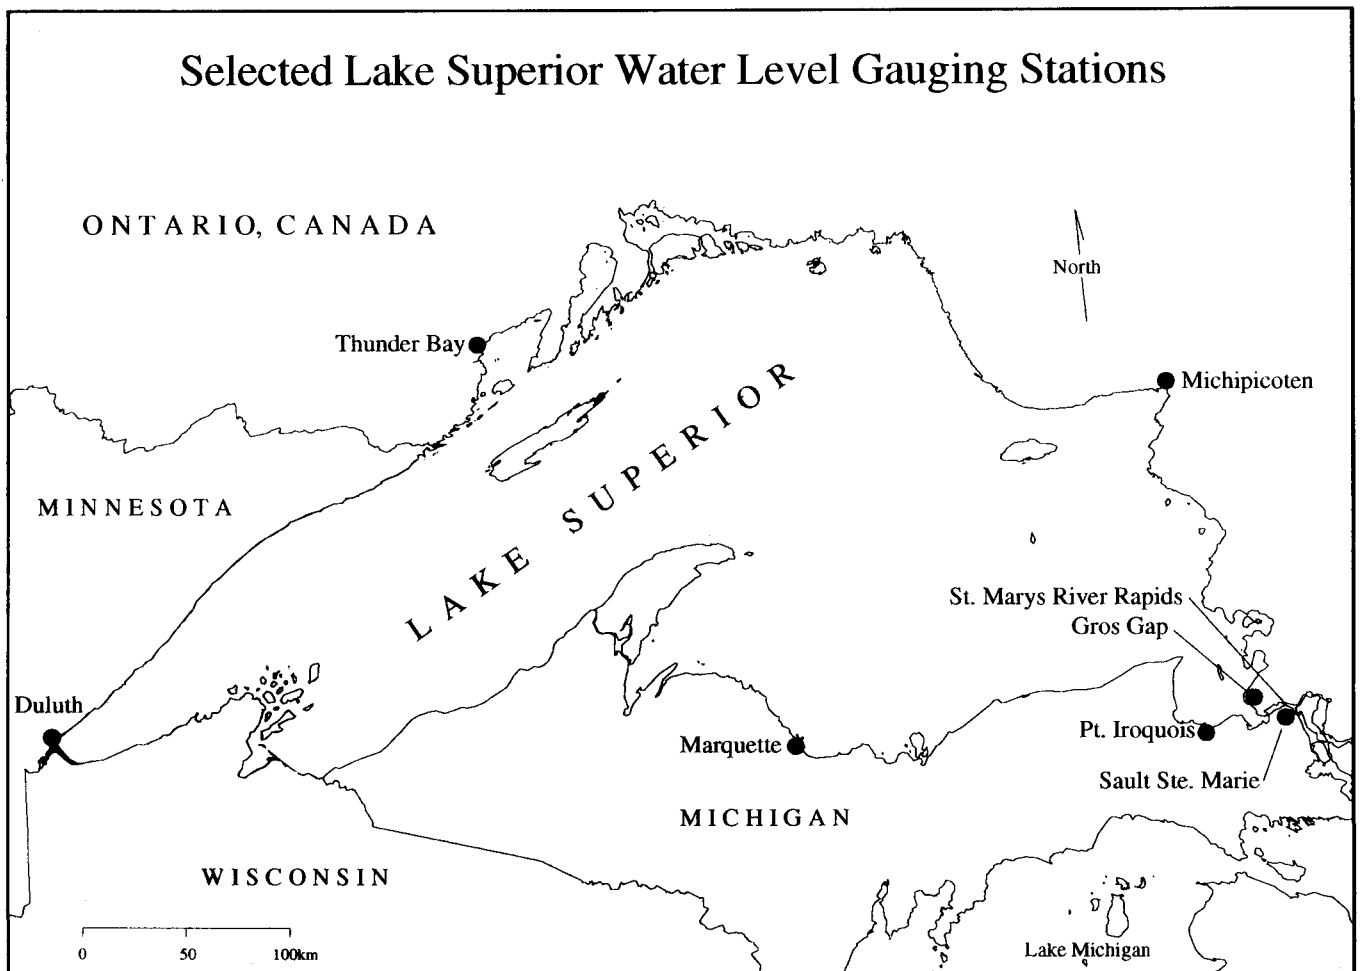 Selected Lake Superior Water Level Gauging Stations
ONTARIO, CANADA
North
Thunder Bay
Michipicoten
LAKE SUPERIOR
MINNESOTA
St. Marys River Rapids
Gros Gap
Duluth
Pt. Iroquois
Marquette
Sault Ste. Marie
MICHIGAN
WISCONSIN
Lake Michigan
0 50 100km